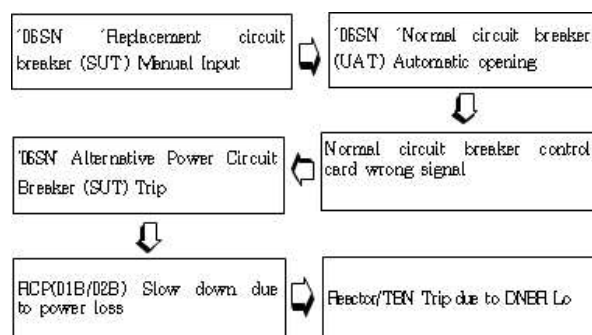 '06SN 'Replacement circuit
breaker (SUT) Manual Input
'06SN 'Normal circuit breaker
(UAT) Automatic opening
Normal circuit breaker control
card wrong signal
'06SN' Alternative Power Circuit
Breaker (SUT) Trip
RCP(01B/02B) Slow down due
to power loss
Reactor/TBN Trip due to DNBR Lo